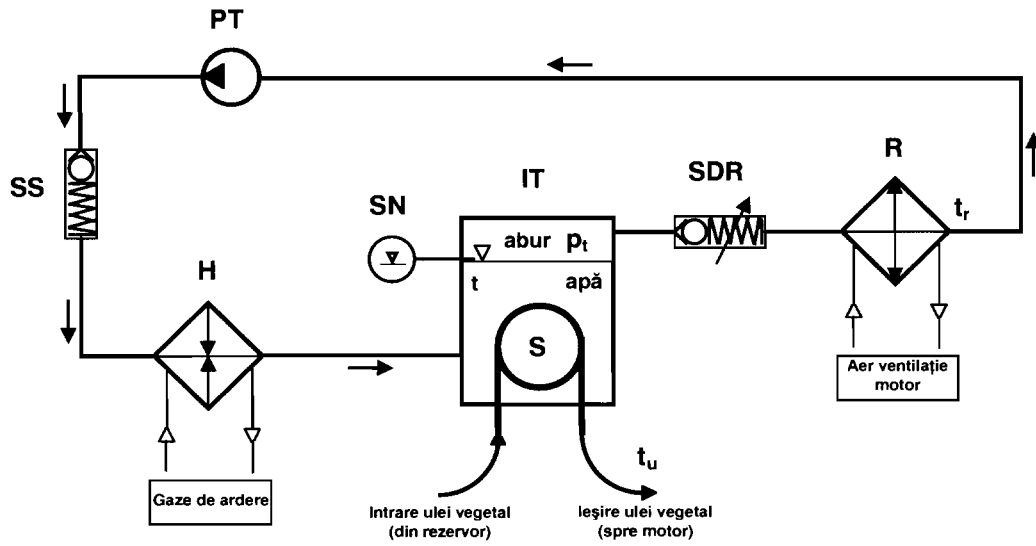 PT
SS
SN
IT
SDR
R
t_r
abur p_t
t apă
H
S
Aer ventilație
motor
t_u
Gaze de ardere
Intrare ulei vegetal
(din rezervor)
Ieșire ulei vegetal
(spre motor)